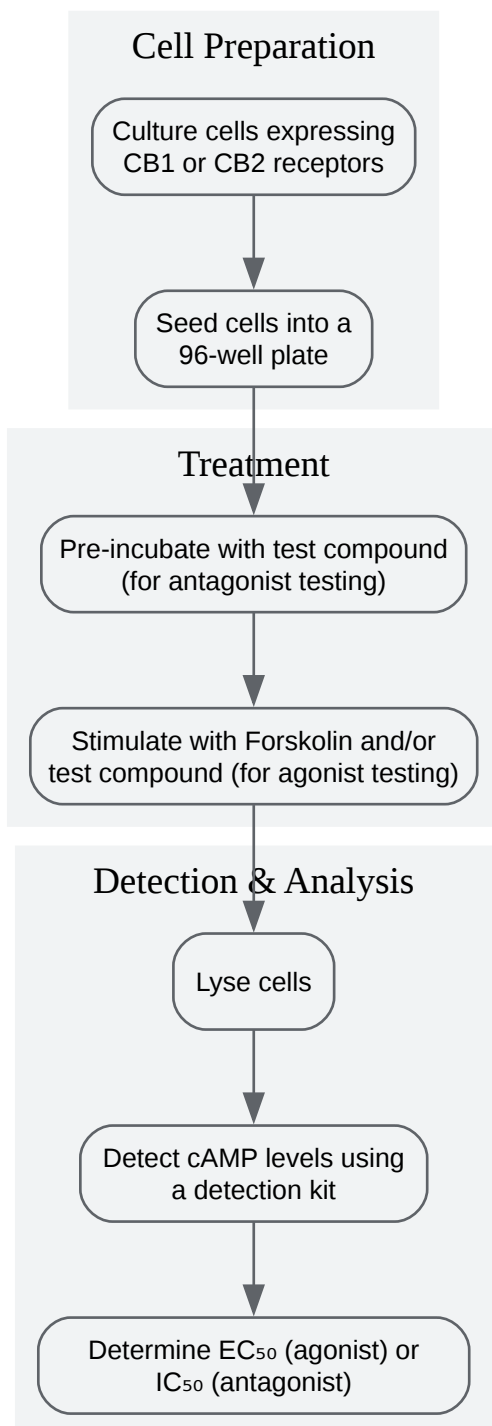 Cell Preparation
Culture cells expressing
CB1 or CB2 receptors
Seed cells into a
96-well plate
Treatment
Pre-incubate with test compound
(for antagonist testing)
Stimulate with Forskolin and/or
test compound (for agonist testing)
Detection & Analysis
Lyse cells
Detect cAMP levels using
a detection kit
Determine EC₅₀ (agonist) or
IC₅₀ (antagonist)